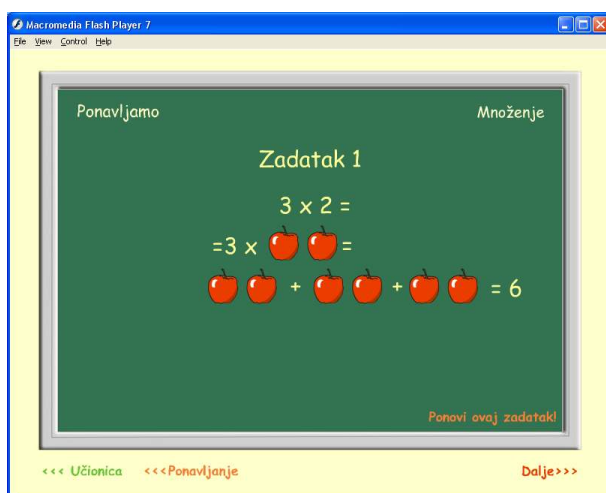 Macromedia Flash Player 7
File View Control Help
Ponavljamo
Množenje
Zadatak 1
3 x 2 =
=3 x =
+ + = 6
Ponovi ovaj zadatak!
<<< Učionica <<<Ponavljanje Dalje>>>